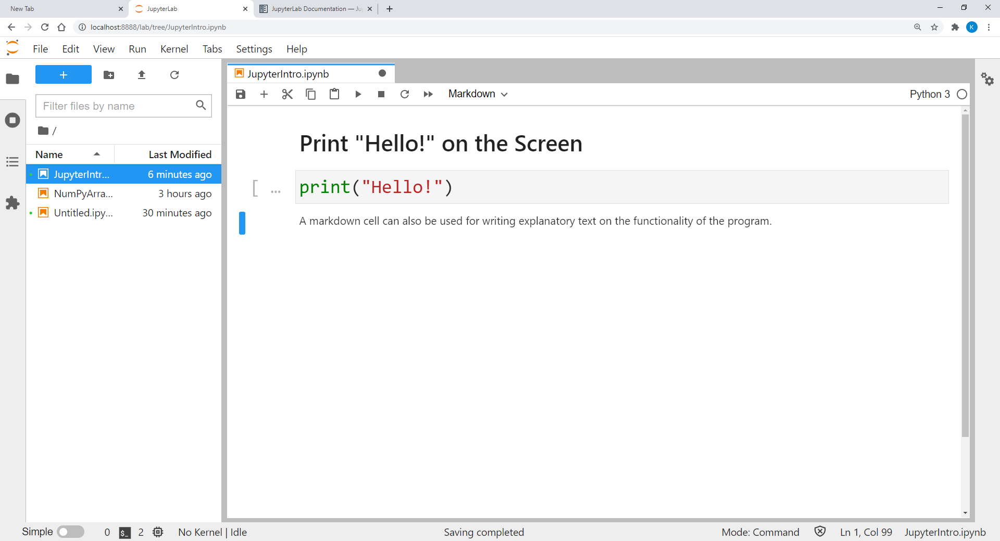 New Tab
JupyterLab
JupyterLab Documentation — Ju
localhost:8888/lab/tree/JupyterIntro.ipynb
K
File Edit View Run Kernel Tabs Settings Help
JupyterIntro.ipynb
Markdown
Python 3
Filter files by name
/
Name Last Modified
JupyterIntr... 6 minutes ago
NumPyArra... 3 hours ago
Untitled.ipy... 30 minutes ago
Print "Hello!" on the Screen
[ ... print("Hello!")
A markdown cell can also be used for writing explanatory text on the functionality of the program.
Simple 0 $_ 2 No Kernel | Idle Saving completed Mode: Command Ln 1, Col 99 JupyterIntro.ipynb